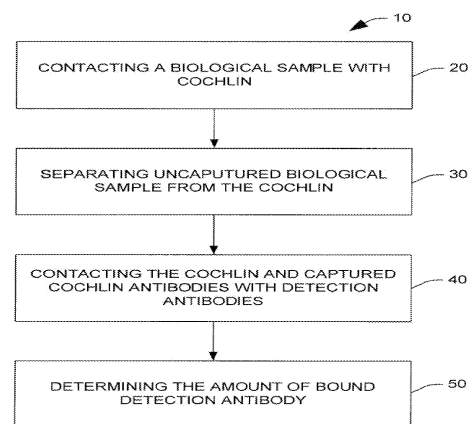 10
CONTACTING A BIOLOGICAL SAMPLE WITH
COCHLIN
20
SEPARATING UNCAPUTURED BIOLOGICAL
SAMPLE FROM THE COCHLIN
30
CONTACTING THE COCHLIN AND CAPTURED
COCHLIN ANTIBODIES WITH DETECTION
ANTIBODIES
40
DETERMINING THE AMOUNT OF BOUND
DETECTION ANTIBODY
50